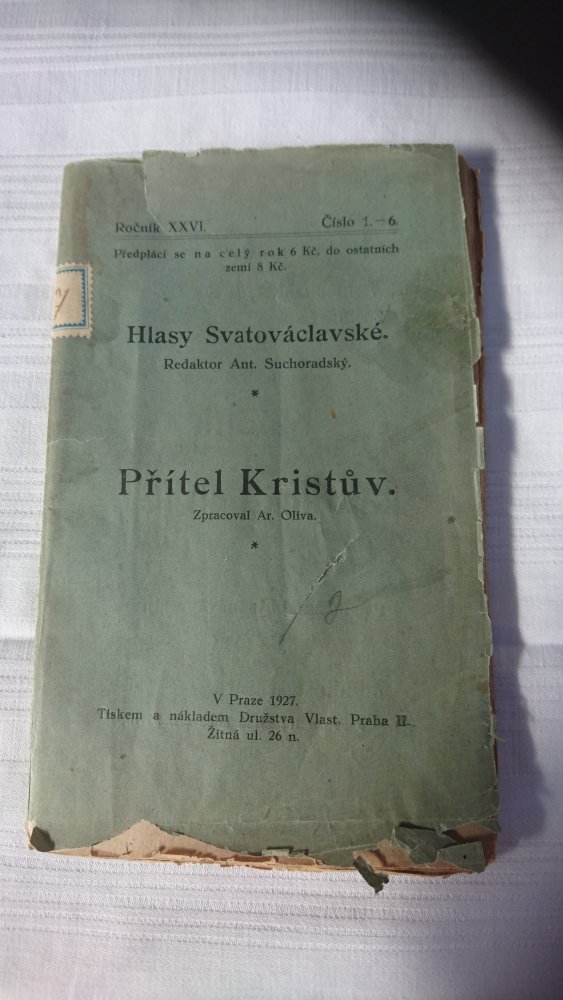 Ročník XXVI.
Číslo 1.—6.
Předplácí se na celý rok 6 Kč, do ostatních
zemí 8 Kč.
Hlasy Svatováclavské.
Redaktor Ant. Suchoradský.
*
Přítel Kristův.
Zpracoval Ar. Oliva.
*
V Praze 1927.
Tiskem a nákladem Družstva Vlast, Praha II.,
Žitná ul. 26 n.